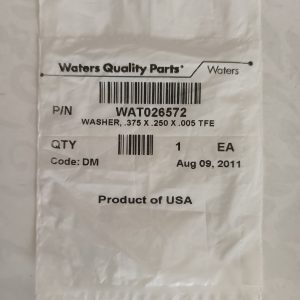 Waters Quality Parts® Waters
P/N WAT026572
WASHER, .375 X .250 X .005 TFE
QTY 1 EA
Code: DM Aug 09, 2011
Product of USA